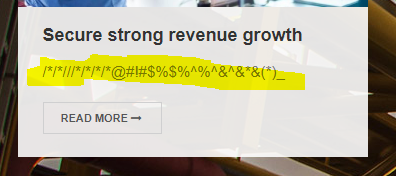 Secure strong revenue growth
/*/*///*/*/*/*@#!#$%$%^%^&^&*&(*)_
READ MORE ➞